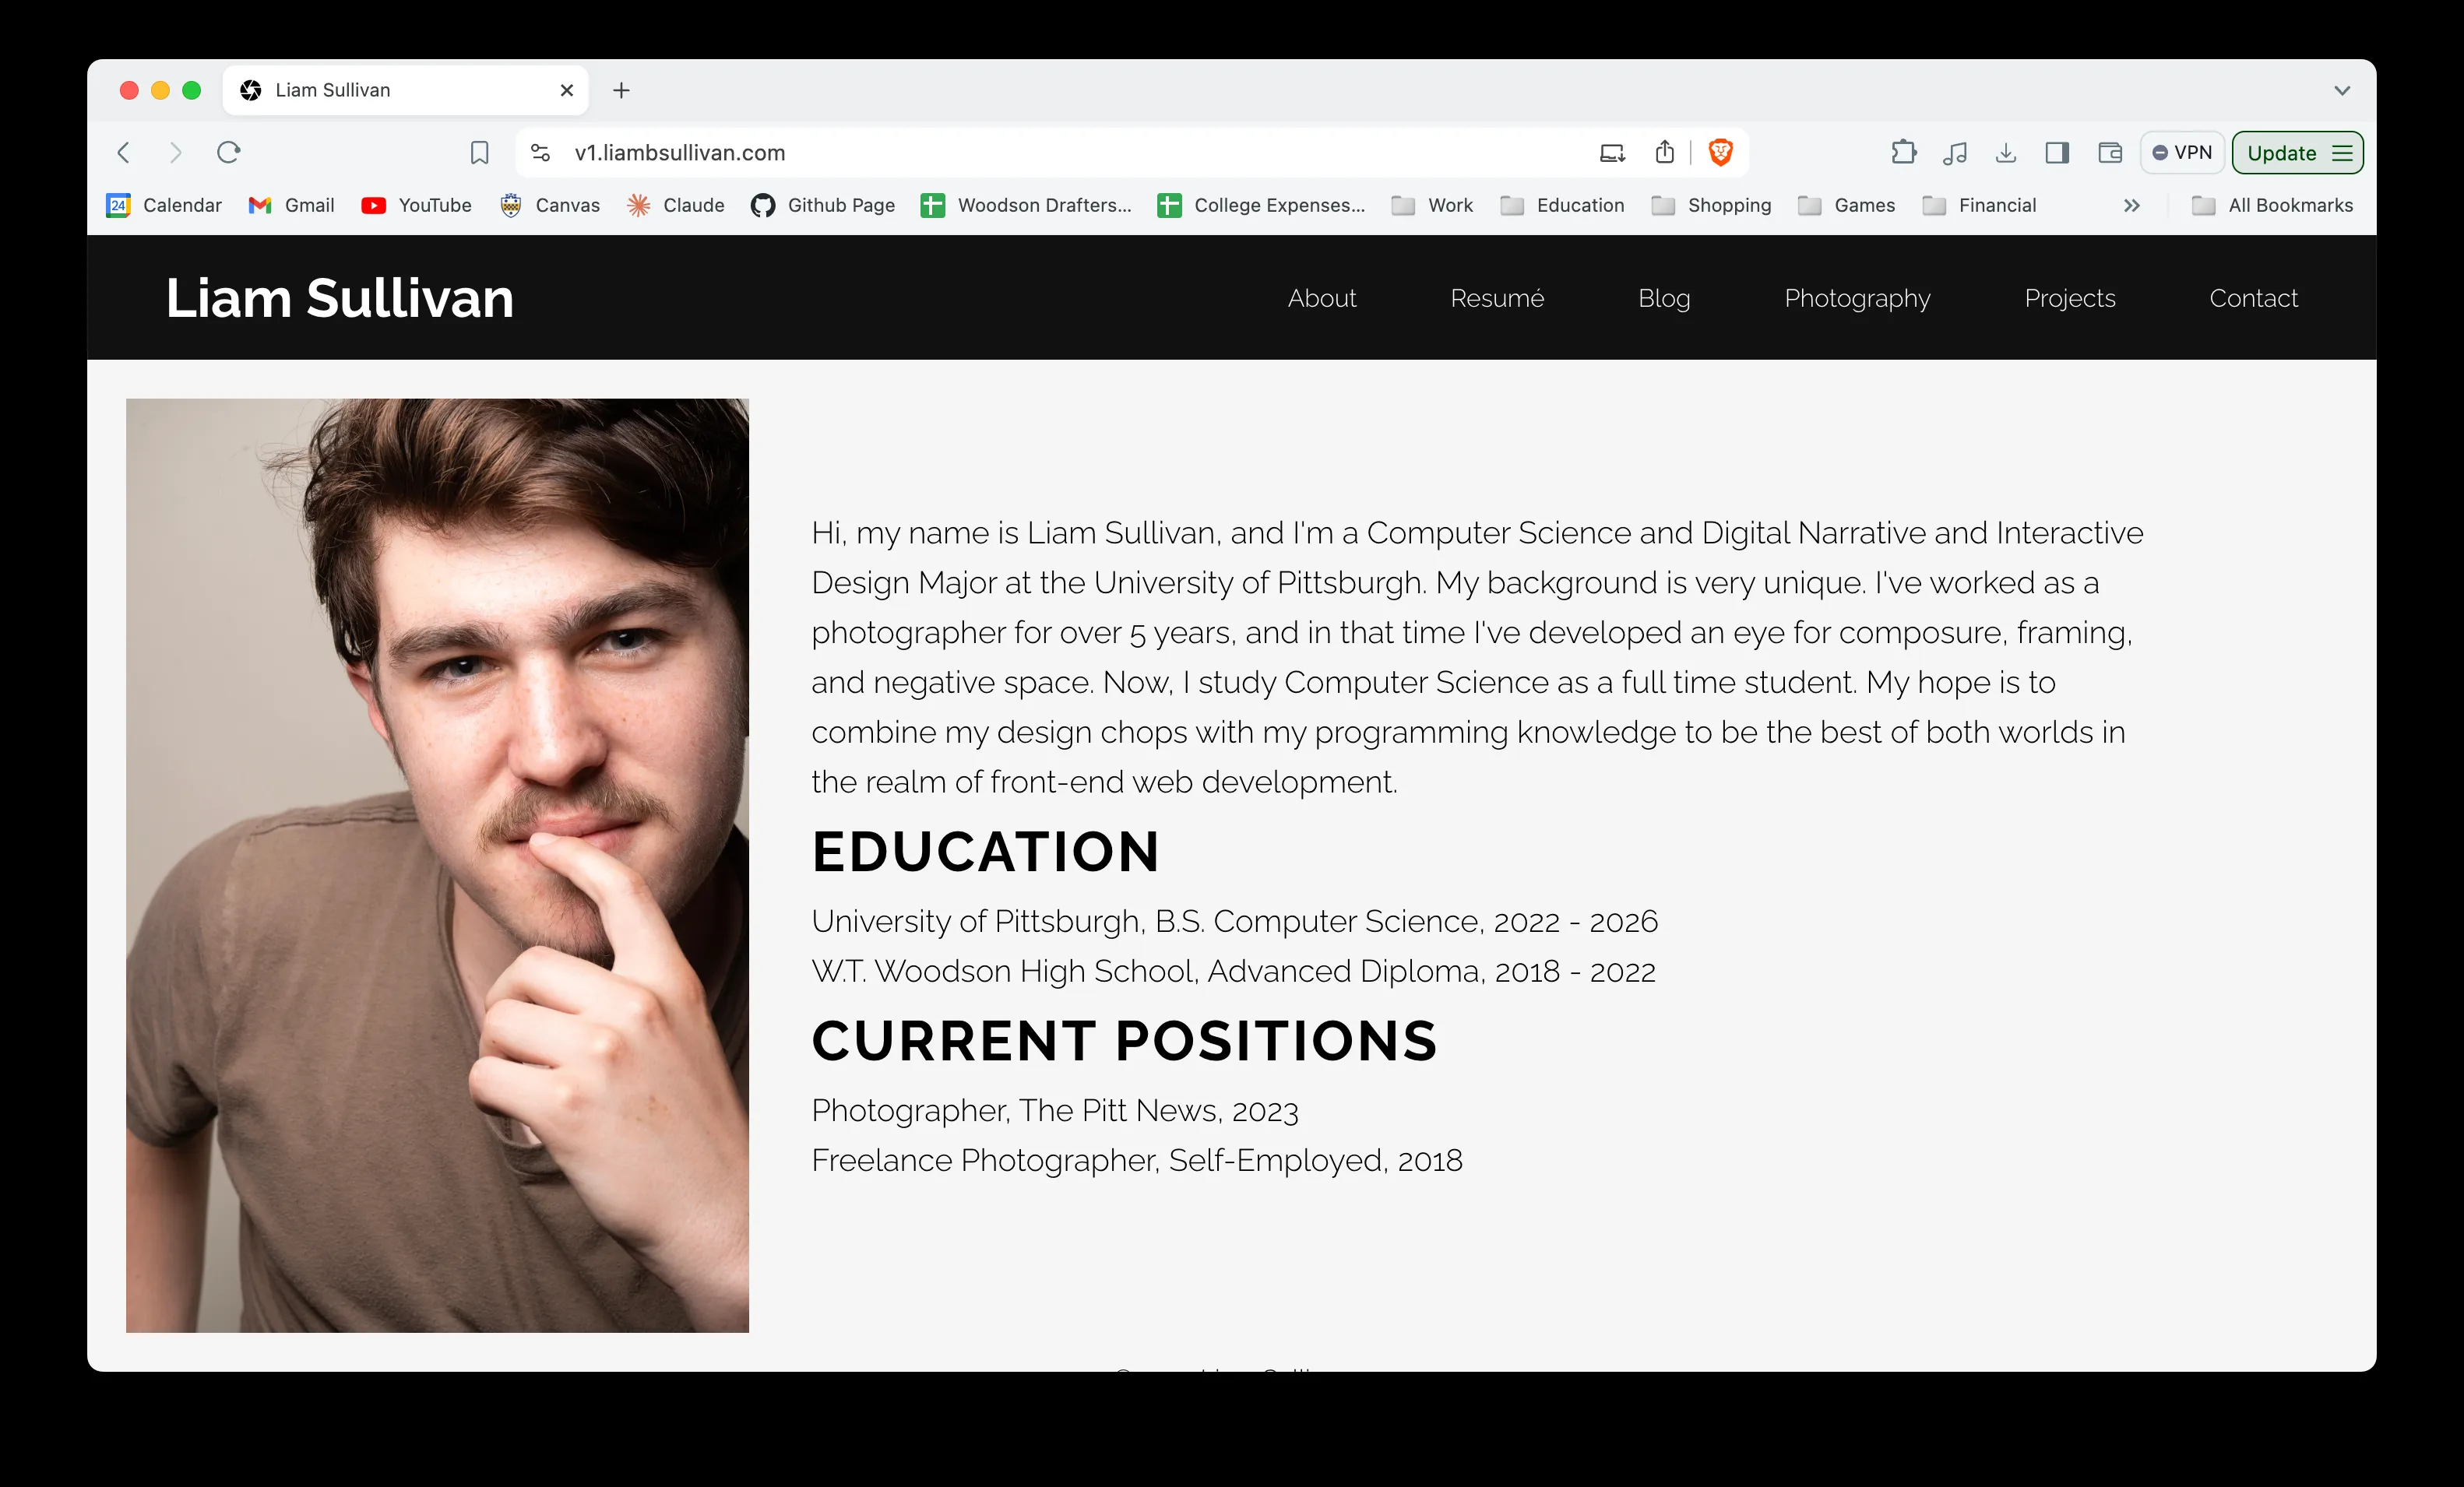 Liam Sullivan
v1.liambsullivan.com
VPN
Update
24
Calendar
Gmail
YouTube
Canvas
Claude
Github Page
Woodson Drafters...
College Expenses...
Work
Education
Shopping
Games
Financial
All Bookmarks
Liam Sullivan
About
Resumé
Blog
Photography
Projects
Contact
Hi, my name is Liam Sullivan, and I'm a Computer Science and Digital Narrative and Interactive
Design Major at the University of Pittsburgh. My background is very unique. I've worked as a
photographer for over 5 years, and in that time I've developed an eye for composure, framing,
and negative space. Now, I study Computer Science as a full time student. My hope is to
combine my design chops with my programming knowledge to be the best of both worlds in
the realm of front-end web development.
EDUCATION
University of Pittsburgh, B.S. Computer Science, 2022 - 2026
W.T. Woodson High School, Advanced Diploma, 2018 - 2022
CURRENT POSITIONS
Photographer, The Pitt News, 2023
Freelance Photographer, Self-Employed, 2018